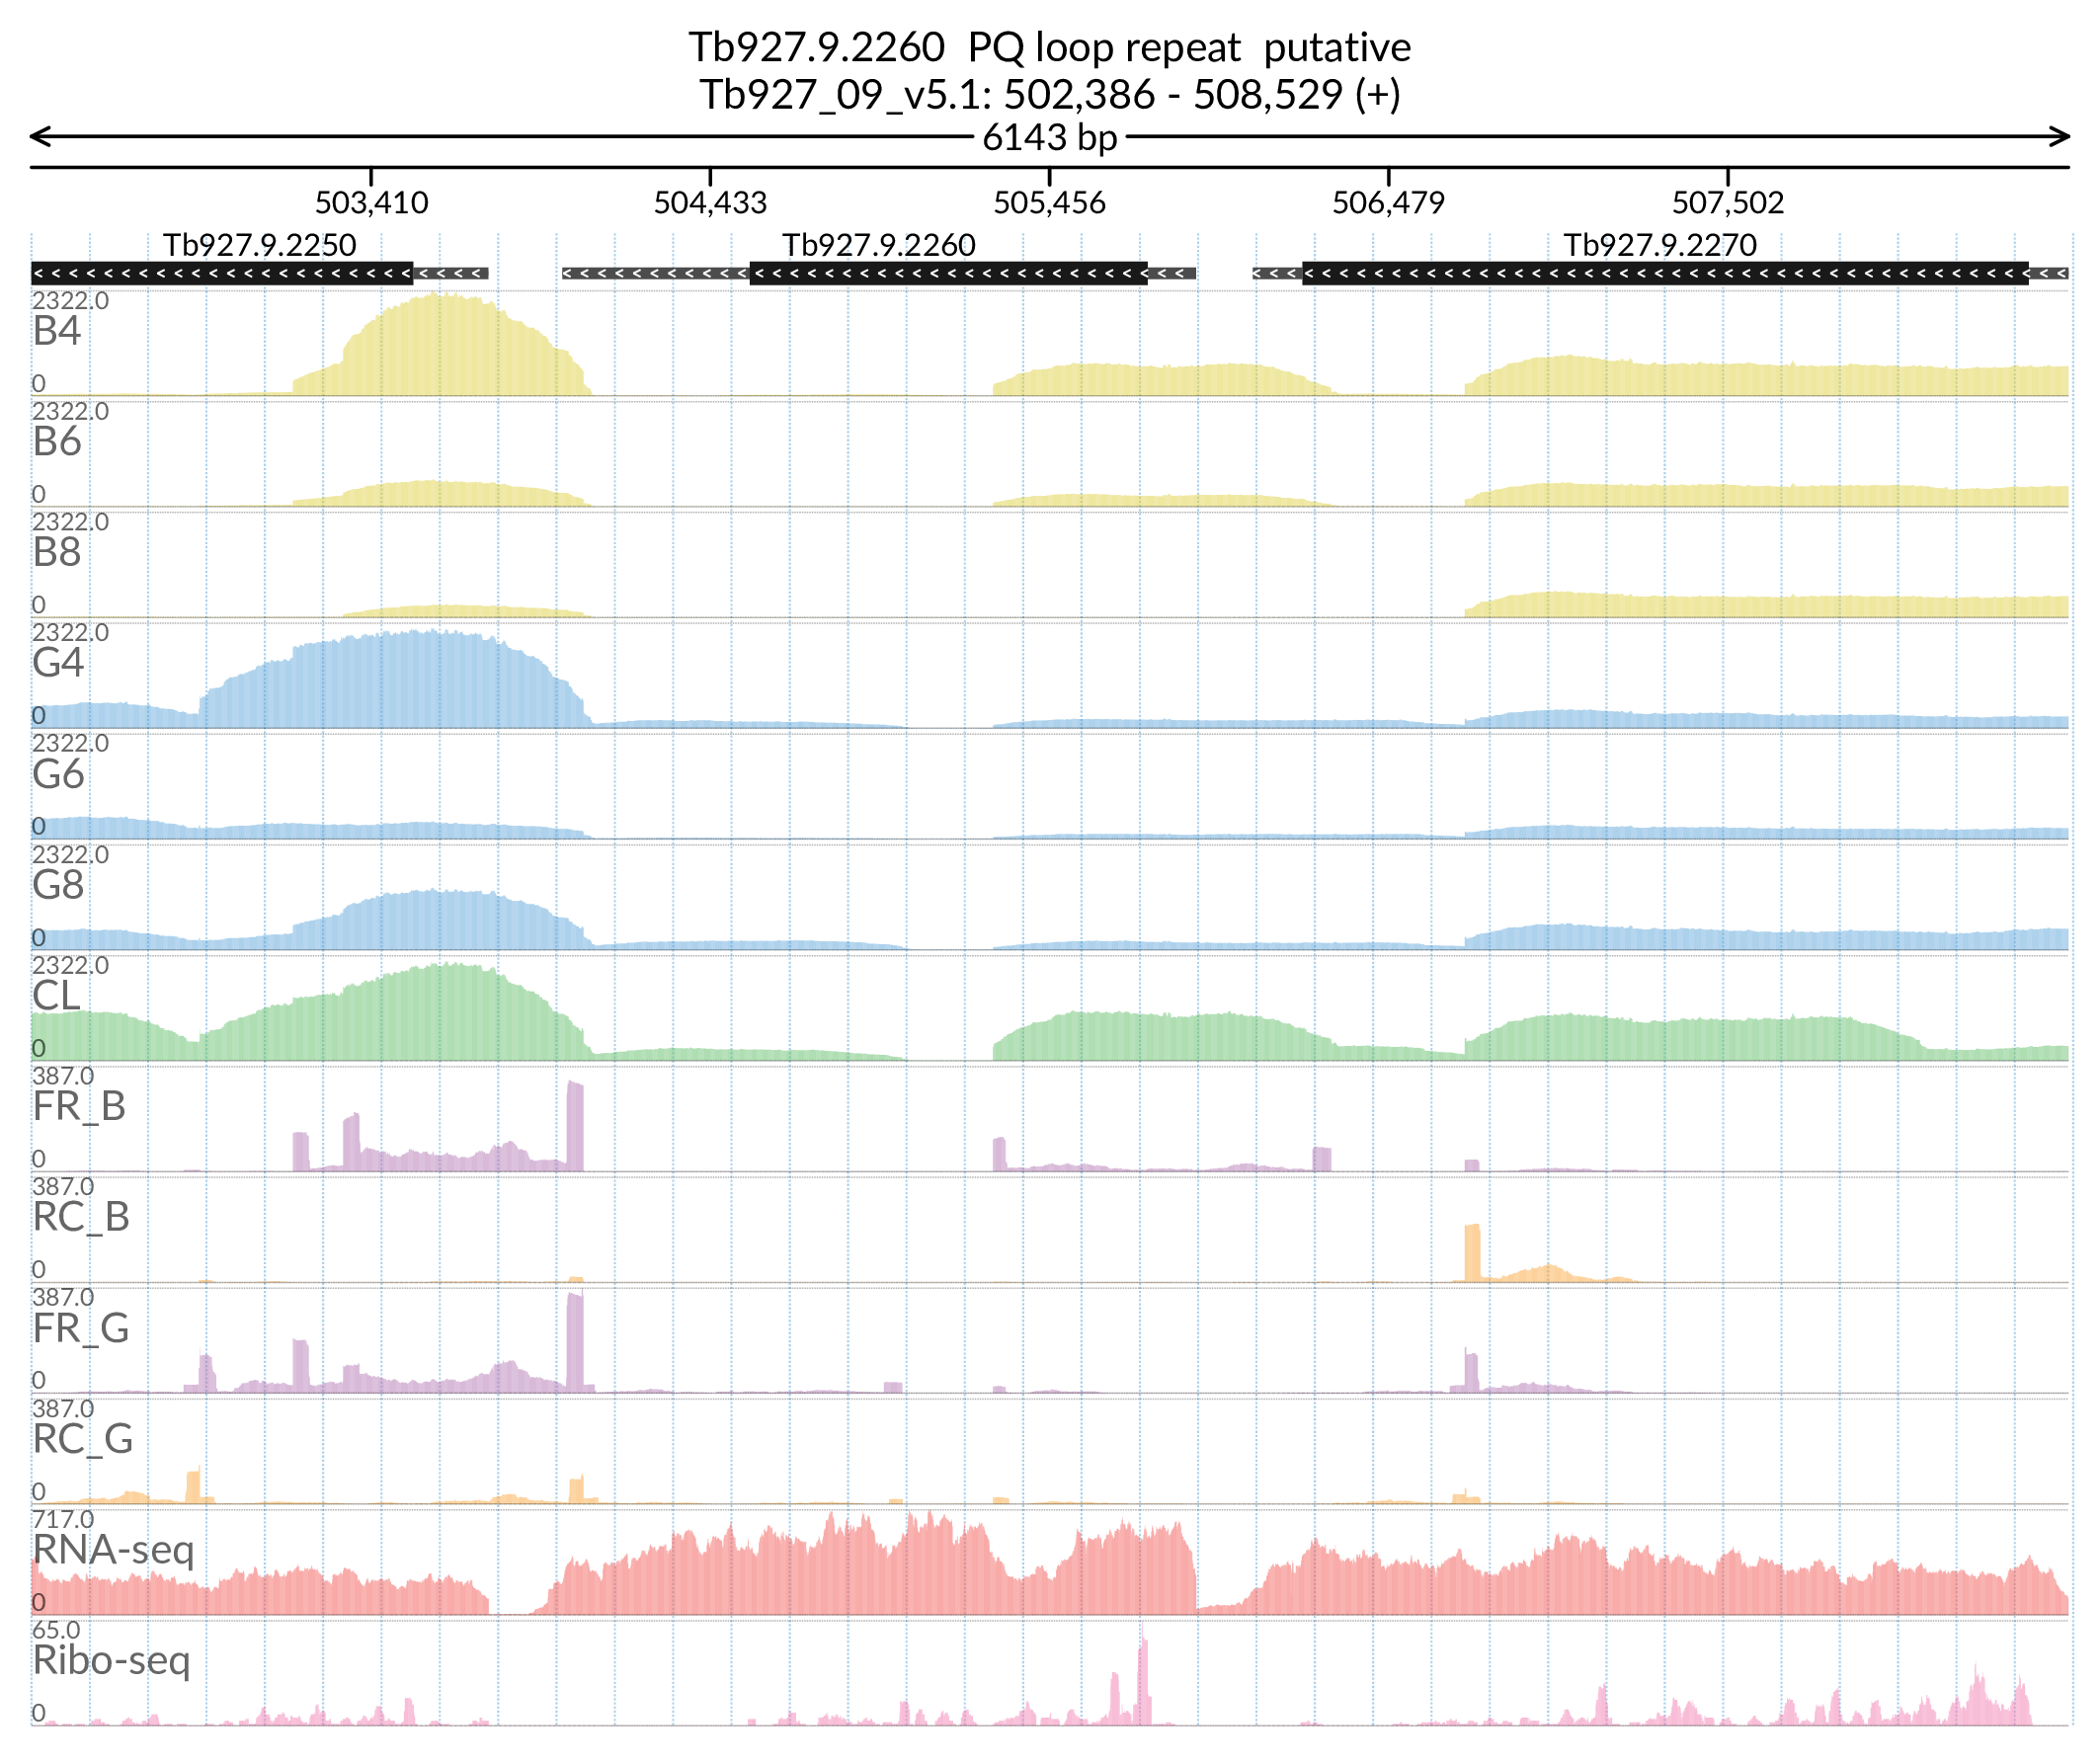 Tb927.9.2260  PQ loop repeat  putative
Tb927_09_v5.1: 502,386 - 508,529 (+)
6143 bp
503,410 504,433 505,456 506,479 507,502
Tb927.9.2250 Tb927.9.2260 Tb927.9.2270
2322.0
B4
0
2322.0
B6
0
2322.0
B8
0
2322.0
G4
0
2322.0
G6
0
2322.0
G8
0
2322.0
CL
0
387.0
FR_B
0
387.0
RC_B
0
387.0
FR_G
0
387.0
RC_G
0
717.0
RNA-seq
0
65.0
Ribo-seq
0